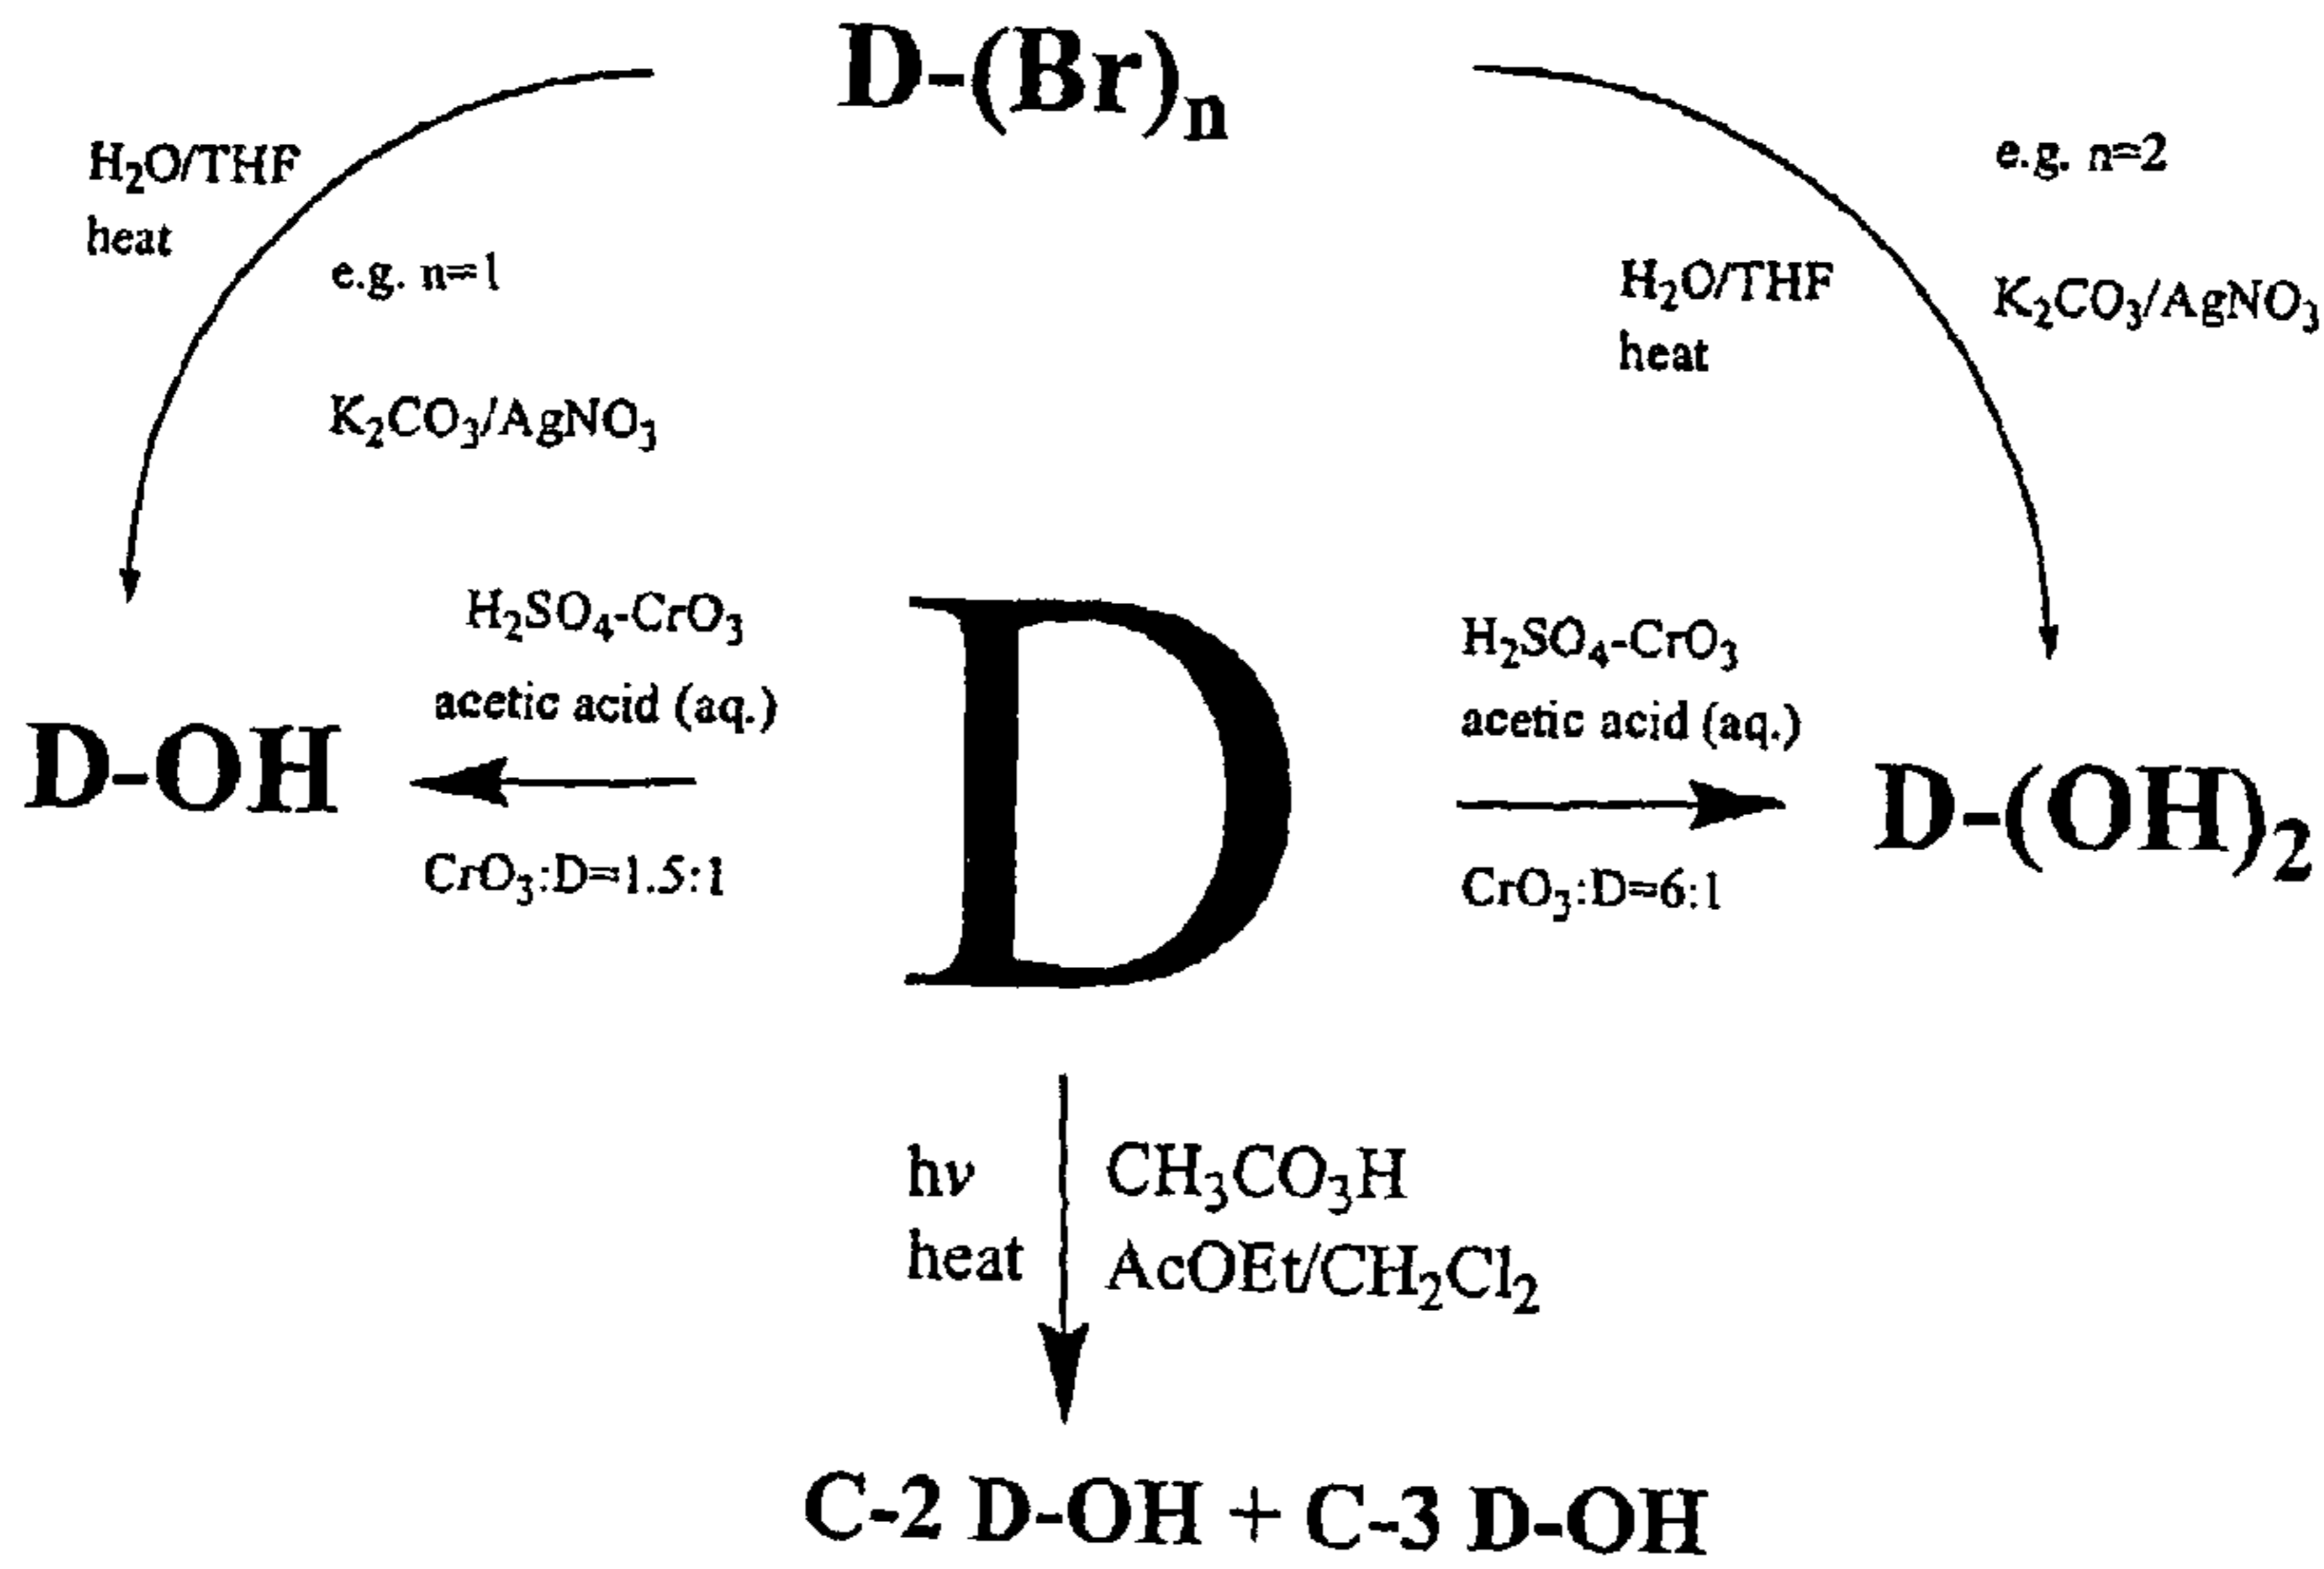 D-(Br)n
H2O/THF
heat
e.g. n=1
K2CO3/AgNO3
e.g. n=2
H2O/THF
heat
K2CO3/AgNO3
H2SO4-CrO3
acetic acid (aq.)
D-OH
CrO3:D=1.5:1
D
H2SO4-CrO3
acetic acid (aq.)
D-(OH)2
CrO3:D=6:1
hν
heat
CH3CO3H
AcOEt/CH2Cl2
C-2 D-OH + C-3 D-OH